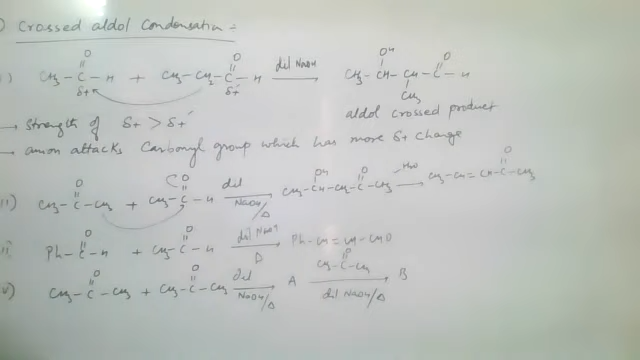 ) Crossed aldol Condensation :-
i) CH3 - C(=O) - H + CH3 - CH2 - C(=O) - H dil NaOH → CH3 - CH(OH) - CH(CH3) - C(=O) - H
δ+ δ+'
aldol crossed product
→ Strength of δ+ > δ+'
→ anion attacks Carbonyl group which has more δ+ charge
ii) CH3 - C(=O) - CH3 + CH3 - C(=O) - H dil NaOH/Δ → CH3 - CH(OH) - CH2 - C(=O) - CH3 -H2O → CH3 - CH = CH - C(=O) - CH3
Ph - C(=O) - H + CH3 - C(=O) - H dil NaOH Δ → Ph - CH = CH - CHO
v) CH3 - C(=O) - CH3 + CH3 - C(=O) - CH3 dil NaOH/Δ → A CH3 - C(=O) - CH3 dil NaOH/Δ → B